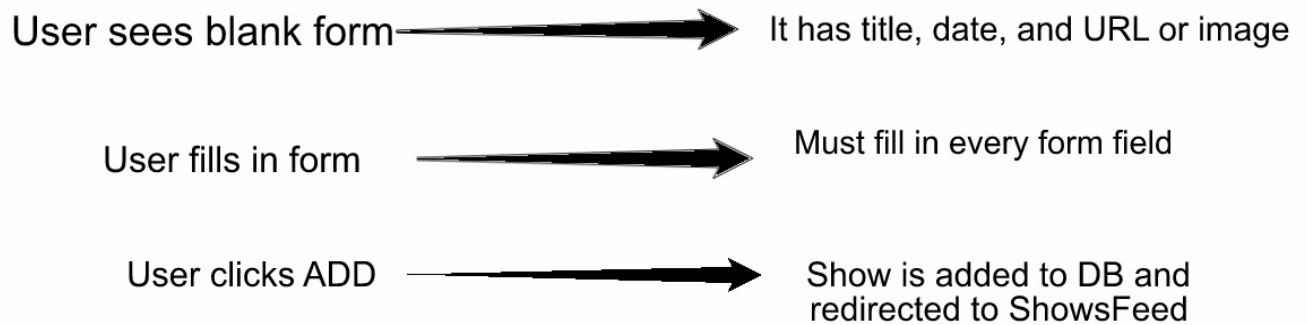 User sees blank form
It has title, date, and URL or image
User fills in form
Must fill in every form field
User clicks ADD
Show is added to DB and
redirected to ShowsFeed